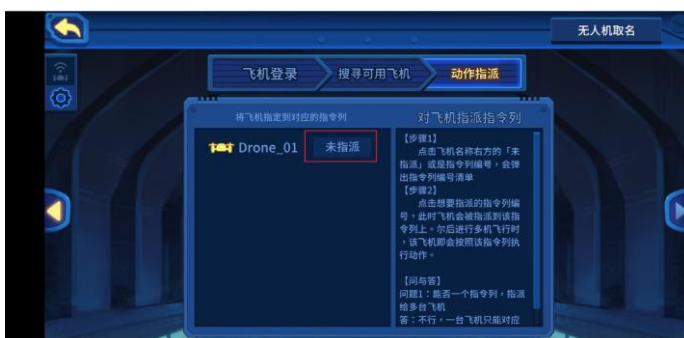 无人机取名
飞机登录
搜寻可用飞机
动作指派
将飞机指定到对应的指令列
Drone_01
未指派
对飞机指派指令列
【步骤1】
点击飞机名称右方的「未
指派」或是指令列编号，会弹
出指令列编号清单
【步骤2】
点击想要指派的指令列编
号，此时飞机会被指派到该指
令列上。尔后进行多机飞行时
，该飞机即会按照该指令列执
行动作。
【问与答】
问题1：能否一个指令列，指派
给多台飞机
答：不行，一台飞机只能对应